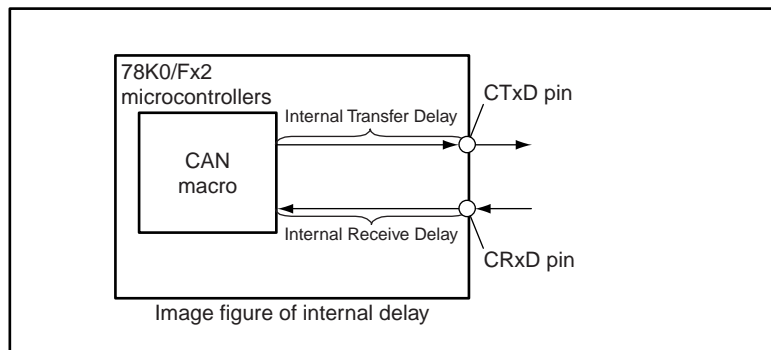 78K0/Fx2
microcontrollers
CTxD pin
Internal Transfer Delay
CAN
macro
Internal Receive Delay
CRxD pin
Image figure of internal delay